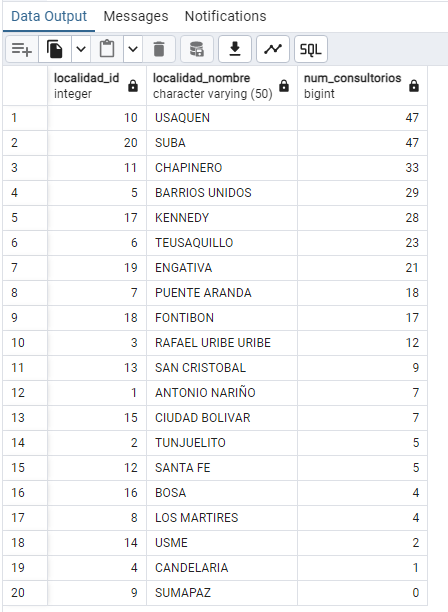 Data Output Messages Notifications
SQL
localidad_id localidad_nombre num_consultorios
integer character varying (50) bigint
1 10 USAQUEN 47
2 20 SUBA 47
3 11 CHAPINERO 33
4 5 BARRIOS UNIDOS 29
5 17 KENNEDY 28
6 6 TEUSAQUILLO 23
7 19 ENGATIVA 21
8 7 PUENTE ARANDA 18
9 18 FONTIBON 17
10 3 RAFAEL URIBE URIBE 12
11 13 SAN CRISTOBAL 9
12 1 ANTONIO NARIÑO 7
13 15 CIUDAD BOLIVAR 7
14 2 TUNJUELITO 5
15 12 SANTA FE 5
16 16 BOSA 4
17 8 LOS MARTIRES 4
18 14 USME 2
19 4 CANDELARIA 1
20 9 SUMAPAZ 0